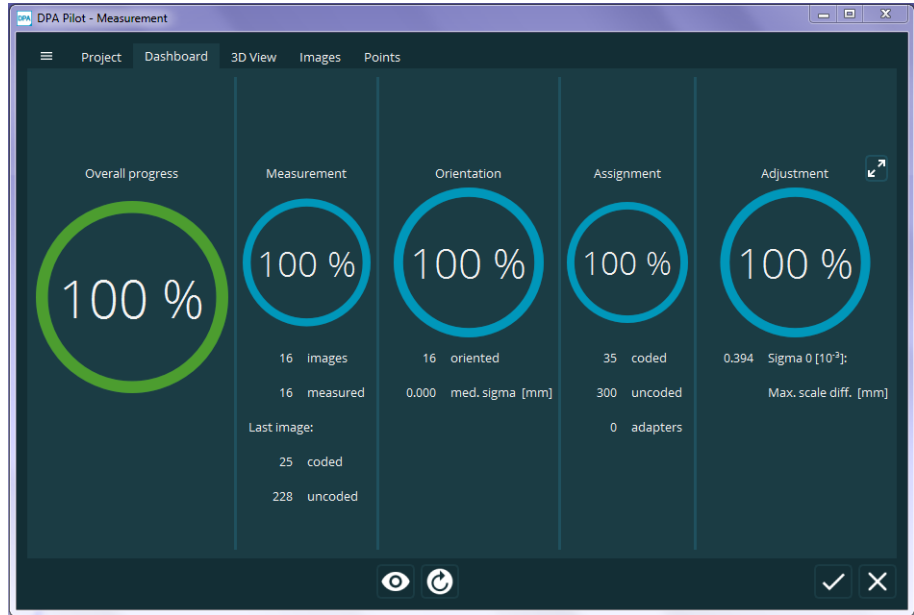 DPA DPA Pilot - Measurement
Project Dashboard 3D View Images Points
Overall progress
100 %
Measurement
100 %
16 images
16 measured
Last image:
25 coded
228 uncoded
Orientation
100 %
16 oriented
0.000 med. sigma [mm]
Assignment
100 %
35 coded
300 uncoded
0 adapters
Adjustment
100 %
0.394 Sigma 0 [10⁻³]:
Max. scale diff. [mm]